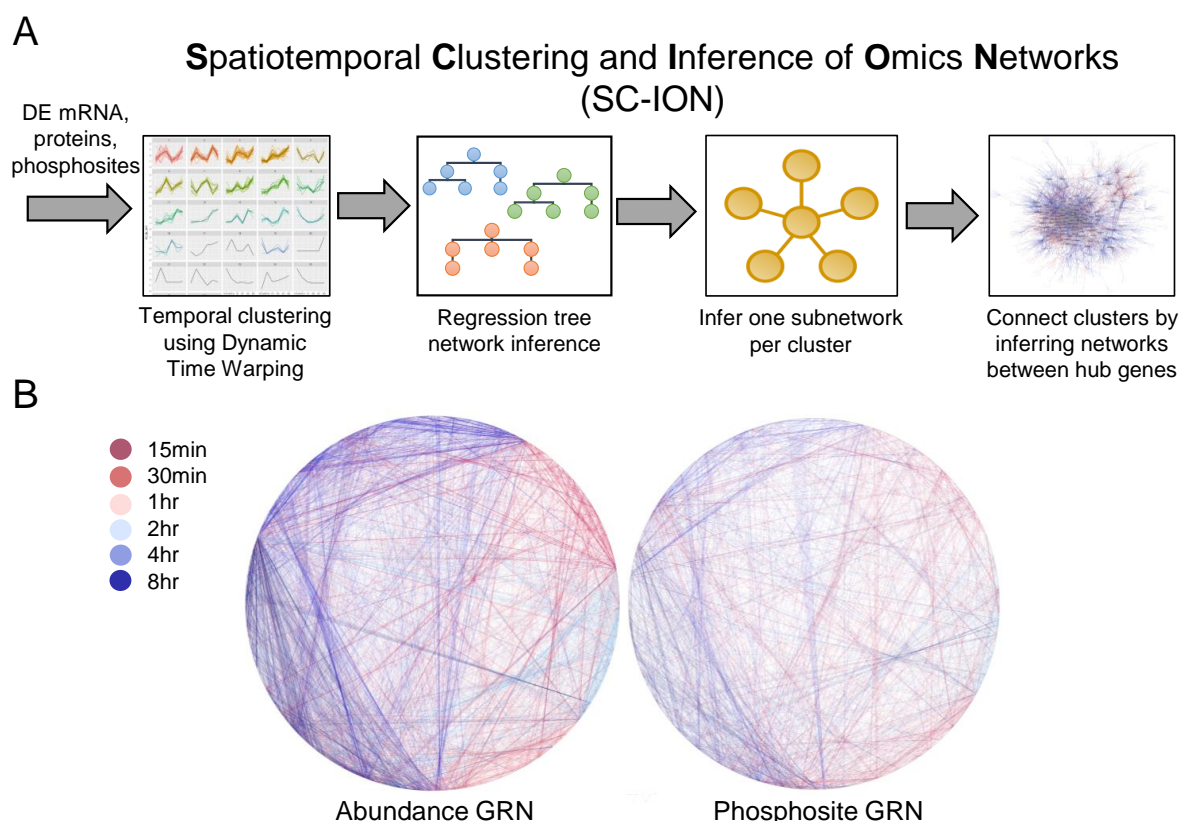 A
Spatiotemporal Clustering and Inference of Omics Networks
(SC-ION)
DE mRNA,
proteins,
phosphosites
Temporal clustering
using Dynamic
Time Warping
Regression tree
network inference
Infer one subnetwork
per cluster
Connect clusters by
inferring networks
between hub genes
B
15min
30min
1hr
2hr
4hr
8hr
Abundance GRN
Phosphosite GRN